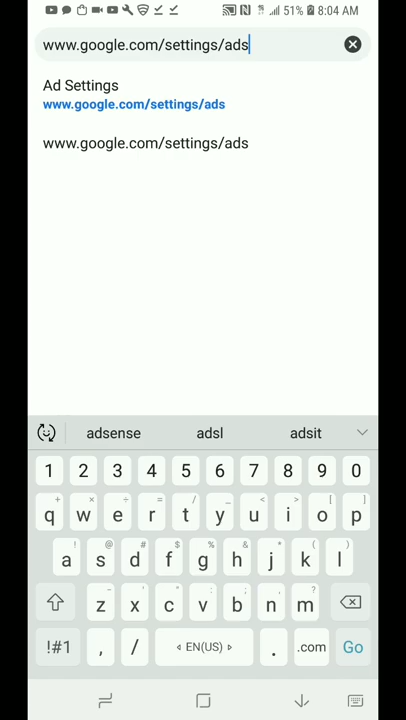 51% 8:04 AM
www.google.com/settings/ads
Ad Settings
www.google.com/settings/ads
www.google.com/settings/ads
adsense adsl adsit
1 2 3 4 5 6 7 8 9 0
+ × ÷ = / _ < > [ ]
q w e r t y u i o p
! @ # $ % ^ & * ( )
a s d f g h j k l
- ' " : ; , ?
z x c v b n m
!#1 , / EN(US) . .com Go